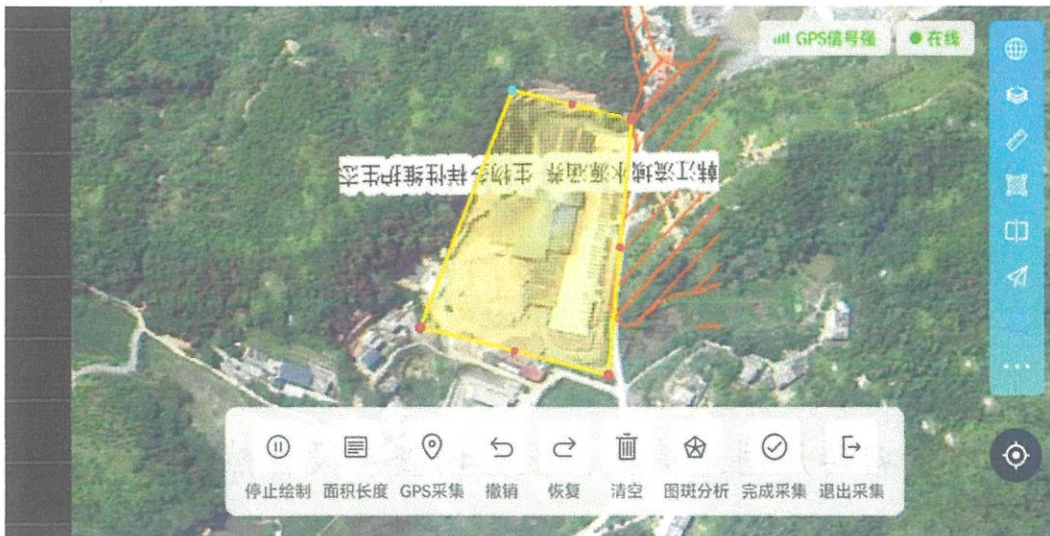 GPS信号强 在线
韩江流域水源涵养 生物多样性维护生态
停止绘制 面积长度 GPS采集 撤销 恢复 清空 图斑分析 完成采集 退出采集